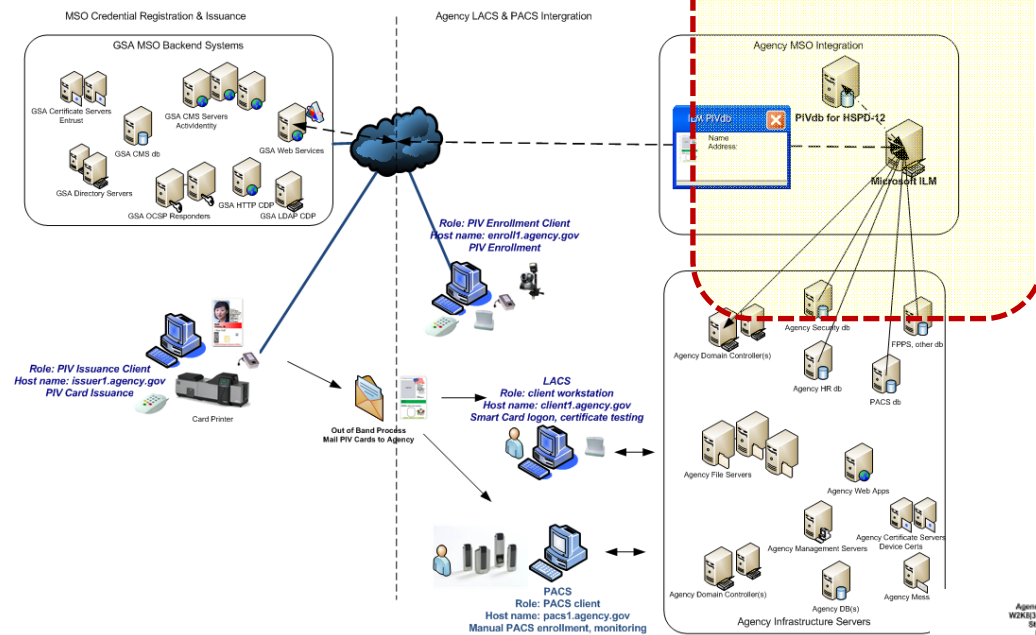 MSO Credential Registration & Issuance
Agency LACS & PACS Intergration
GSA MSO Backend Systems
GSA Certificate Servers
Entrust
GSA CMS Servers
ActivIdentity
GSA CMS db
GSA Web Services
GSA Directory Servers
GSA OCSP Responders
GSA HTTP CDP
GSA LDAP CDP
Agency MSO Integration
PIVdb for HSPD-12
ILM PIVdb
Name
Address:
Microsoft ILM
Role: PIV Enrollment Client
Host name: enroll1.agency.gov
PIV Enrollment
Role: PIV Issuance Client
Host name: issuer1.agency.gov
PIV Card Issuance
Card Printer
Out of Band Process
Mail PIV Cards to Agency
LACS
Role: client workstation
Host name: client1.agency.gov
Smart Card logon, certificate testing
PACS
Role: PACS client
Host name: pacs1.agency.gov
Manual PACS enrollment, monitoring
Agency Domain Controller(s)
Agency Security db
FPPS, other db
Agency HR db
PACS db
Agency File Servers
Agency Web Apps
Agency Management Servers
Agency Certificate Servers
Device Certs
Agency Domain Controller(s)
Agency DB(s)
Agency Mess
Agency Infrastructure Servers